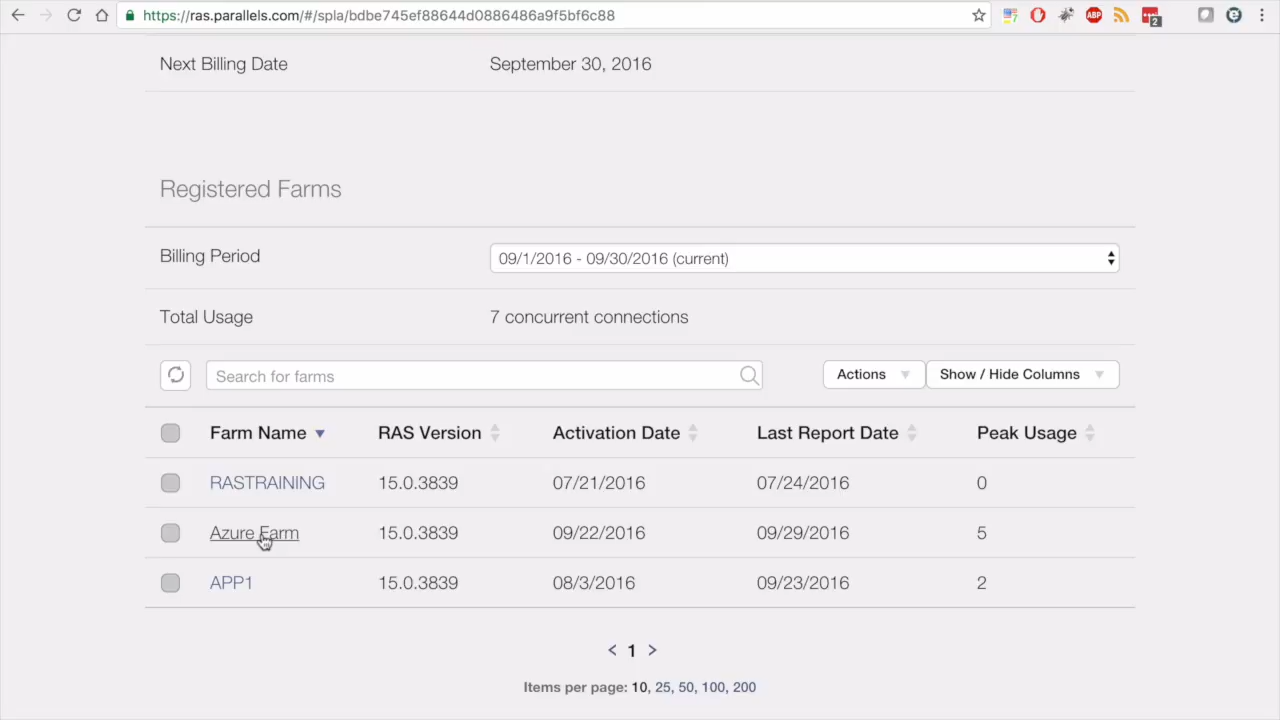 https://ras.parallels.com/#/spla/bdbe745ef88644d0886486a9f5bf6c88
7
ABP
2
Next Billing Date September 30, 2016
Registered Farms
Billing Period 09/1/2016 - 09/30/2016 (current)
Total Usage 7 concurrent connections
Search for farms Actions Show / Hide Columns
Farm Name RAS Version Activation Date Last Report Date Peak Usage
RASTRAINING 15.0.3839 07/21/2016 07/24/2016 0
Azure Farm 15.0.3839 09/22/2016 09/29/2016 5
APP1 15.0.3839 08/3/2016 09/23/2016 2
< 1 >
Items per page: 10, 25, 50, 100, 200